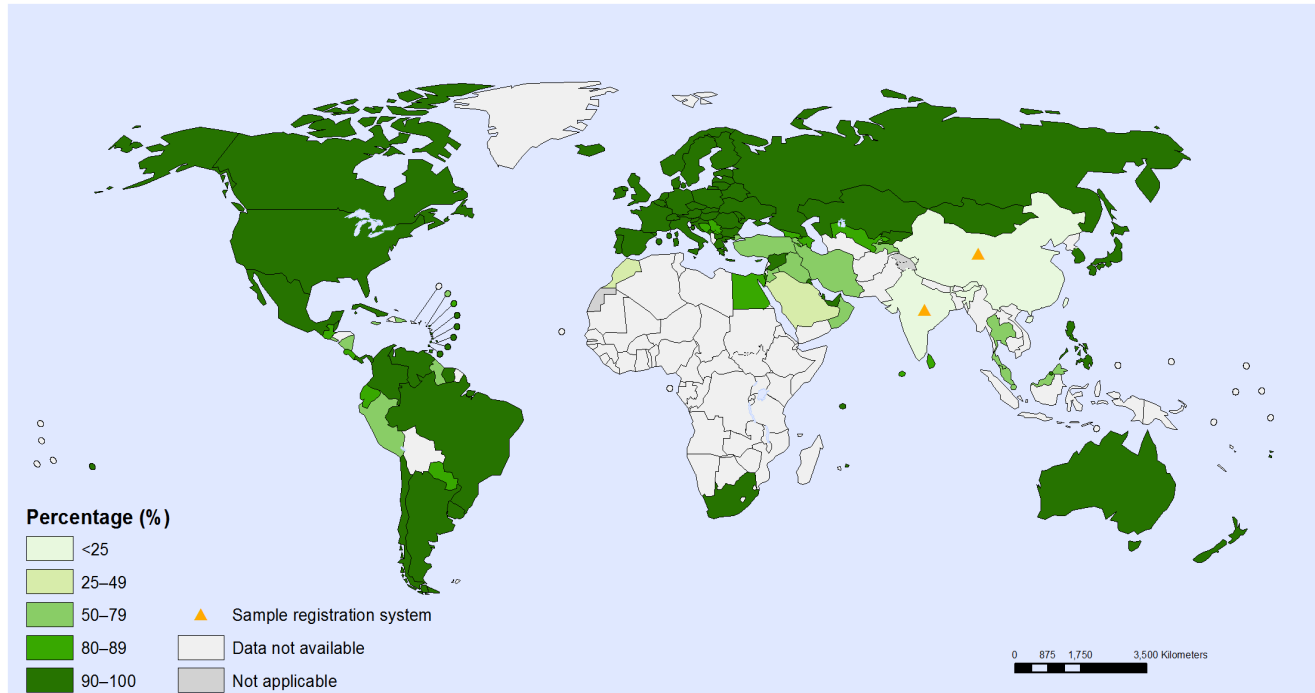 Percentage (%)
<25
25–49
50–79
80–89
90–100
Sample registration system
Data not available
Not applicable
0 875 1,750 3,500 Kilometers